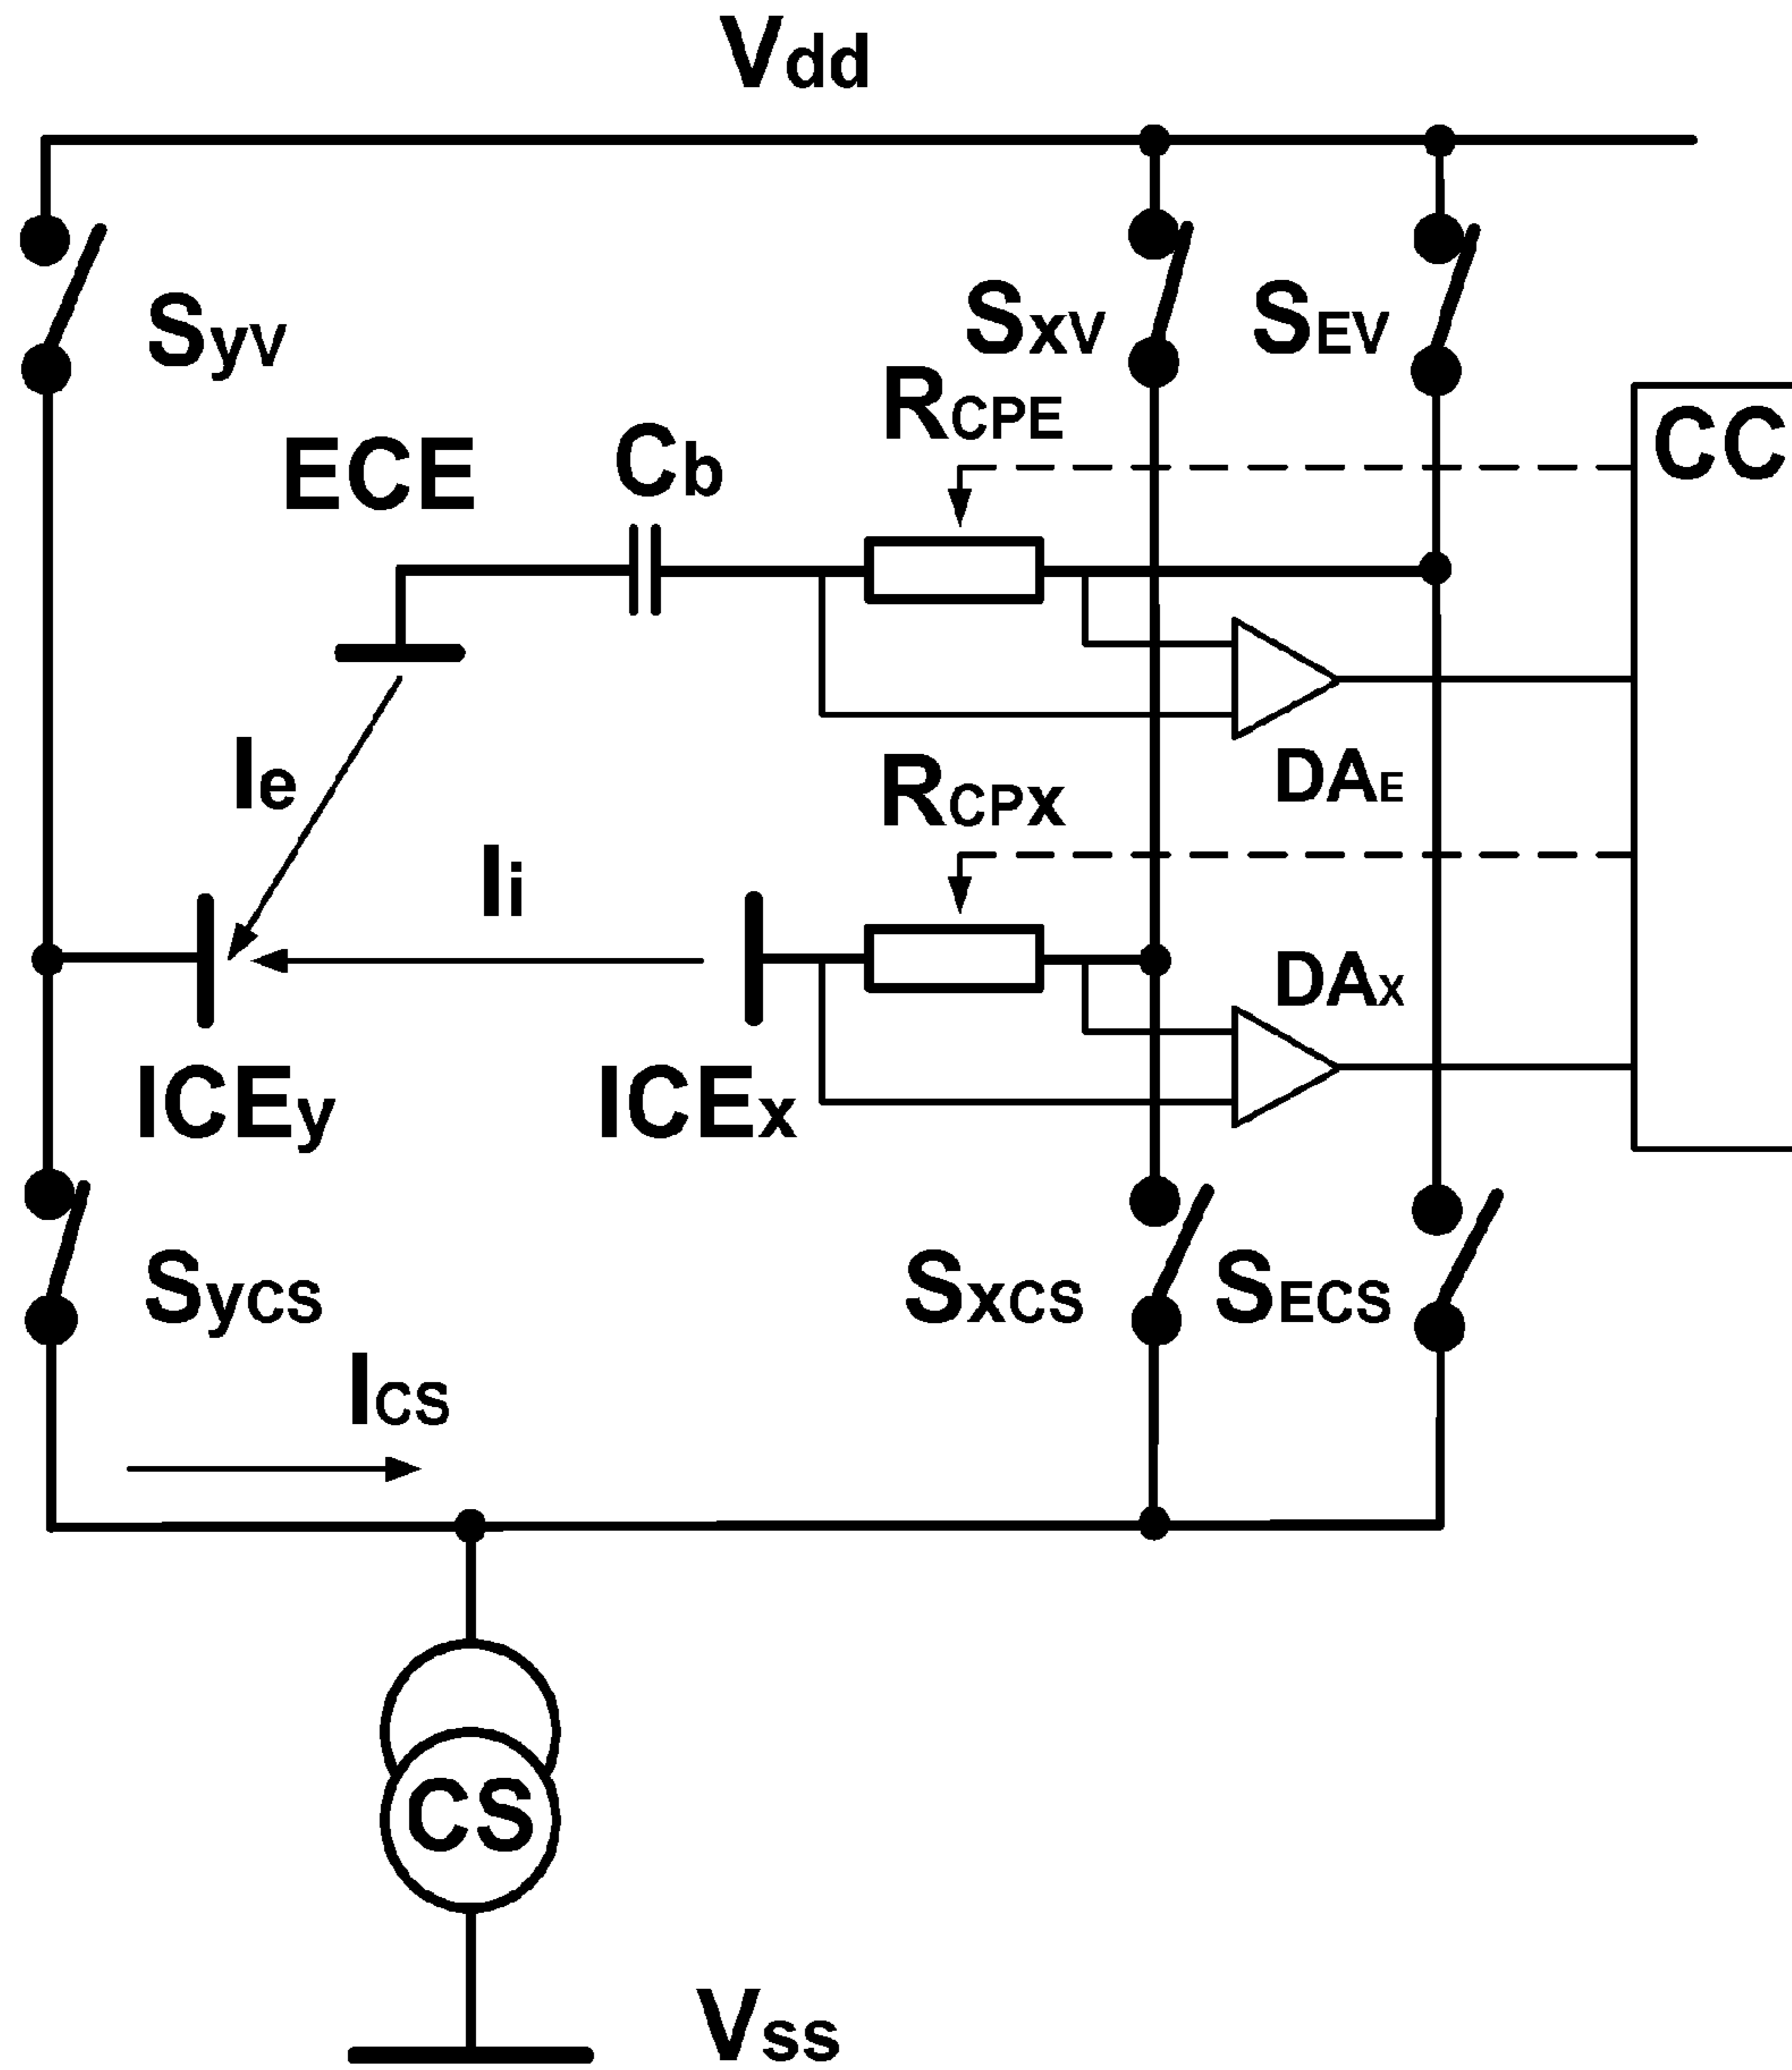 Vdd
SyV
SxV
SEV
RCPE
CC
ECE
Cb
Ie
DAE
RCPX
Ii
DAX
ICEy
ICEx
SyCS
SxCS
SECS
ICS
CS
Vss